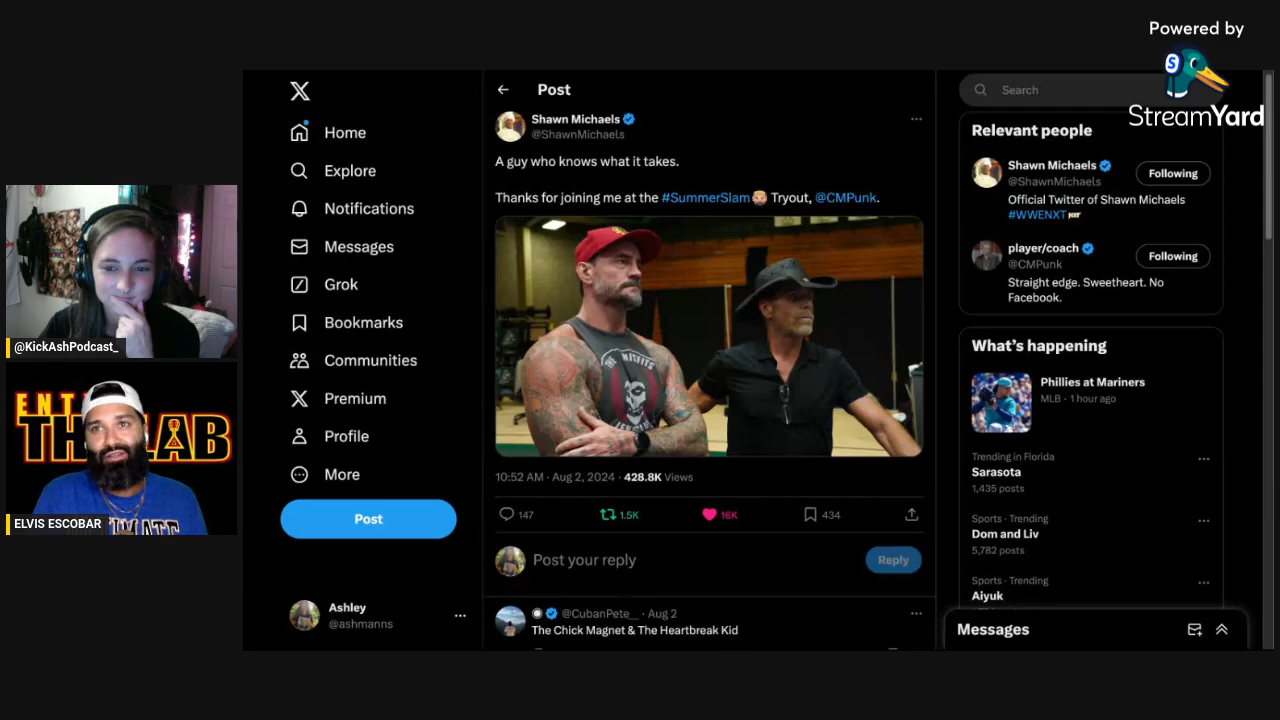 Powered by
StreamYard
X
Home
Explore
Notifications
Messages
Grok
Bookmarks
Communities
Premium
Profile
More
Post
Ashley
@ashmanns
Post
Shawn Michaels
@ShawnMichaels
A guy who knows what it takes.
Thanks for joining me at the #SummerSlam Tryout, @CMPunk.
THE MISFITS
10:52 AM · Aug 2, 2024 · 428.8K Views
147
1.5K
16K
434
Post your reply
Reply
@CubanPete__ · Aug 2
The Chick Magnet & The Heartbreak Kid
Search
Relevant people
Shawn Michaels
@ShawnMichaels
Following
Official Twitter of Shawn Michaels
#WWENXT
player/coach
@CMPunk
Following
Straight edge. Sweetheart. No
Facebook.
What's happening
Phillies at Mariners
MLB · 1 hour ago
Trending in Florida
Sarasota
1,435 posts
Sports · Trending
Dom and Liv
5,782 posts
Sports · Trending
Aiyuk
Messages
@KickAshPodcast_
ENT
THE LAB
ELVIS ESCOBAR